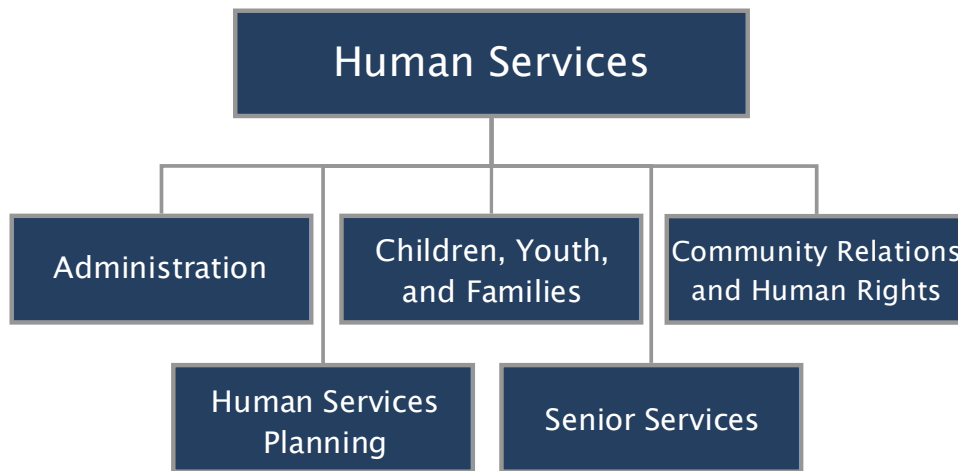 Human Services
Administration
Children, Youth,
and Families
Community Relations
and Human Rights
Human Services
Planning
Senior Services